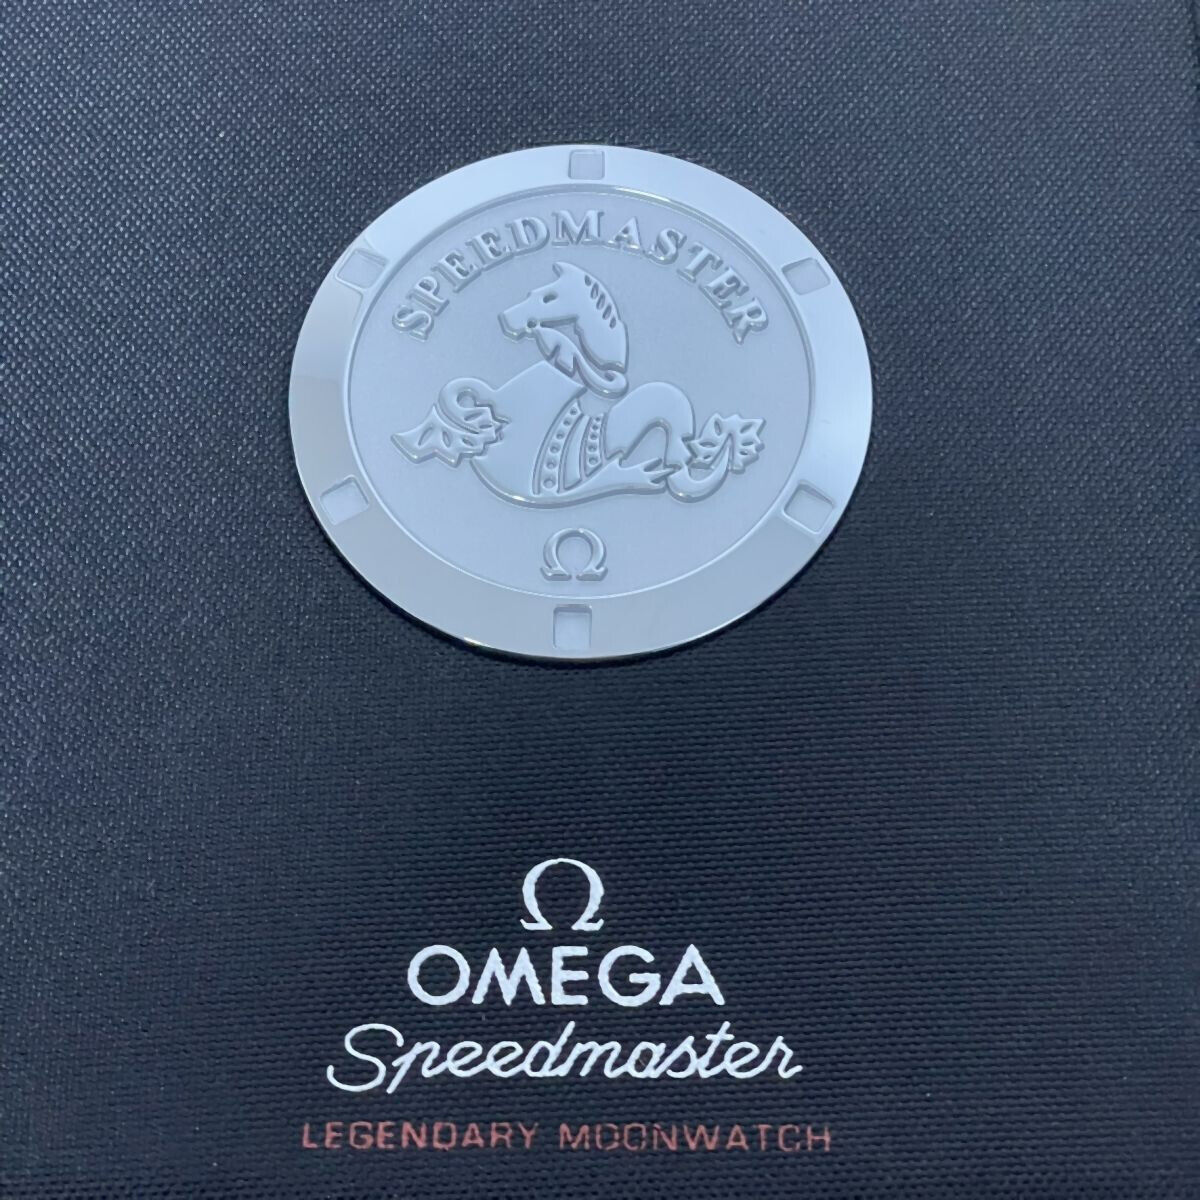 SPEEDMASTER
Ω
Ω
OMEGA
Speedmaster
LEGENDARY MOONWATCH